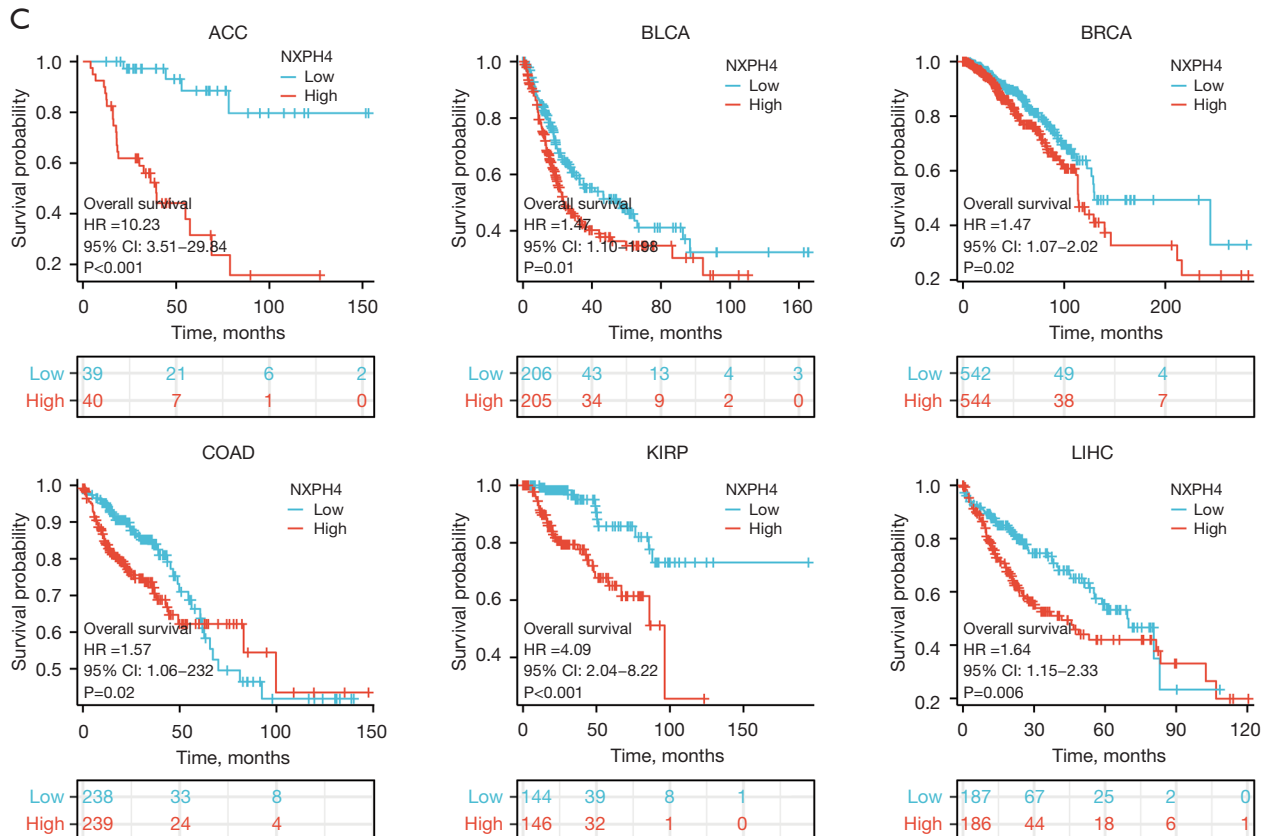 C
ACC
NXPH4
Low
High
Survival probability
1.0
0.8
0.6
0.4
0.2
Overall survival
HR =10.23
95% CI: 3.51–29.84
P<0.001
0 50 100 150
Time, months
Low 39 21 6 2
High 40 7 1 0
BLCA
NXPH4
Low
High
Survival probability
1.0
0.8
0.6
0.4
Overall survival
HR =1.47
95% CI: 1.10–1.98
P=0.01
0 40 80 100 160
Time, months
Low 206 43 13 4 3
High 205 34 9 2 0
BRCA
NXPH4
Low
High
Survival probability
1.0
0.8
0.6
0.4
0.2
Overall survival
HR =1.47
95% CI: 1.07–2.02
P=0.02
0 100 200
Time, months
Low 542 49 4
High 544 38 7
COAD
NXPH4
Low
High
Survival probability
1.0
0.9
0.8
0.7
0.6
0.5
Overall survival
HR =1.57
95% CI: 1.06–232
P=0.02
0 50 100 150
Time, months
Low 238 33 8
High 239 24 4
KIRP
NXPH4
Low
High
Survival probability
1.0
0.8
0.6
0.4
Overall survival
HR =4.09
95% CI: 2.04–8.22
P<0.001
0 50 100 150
Time, months
Low 144 39 8 1
High 146 32 1 0
LIHC
NXPH4
Low
High
Survival probability
1.0
0.8
0.6
0.4
0.2
Overall survival
HR =1.64
95% CI: 1.15–2.33
P=0.006
0 30 60 90 120
Time, months
Low 187 67 25 2 0
High 186 44 18 6 1